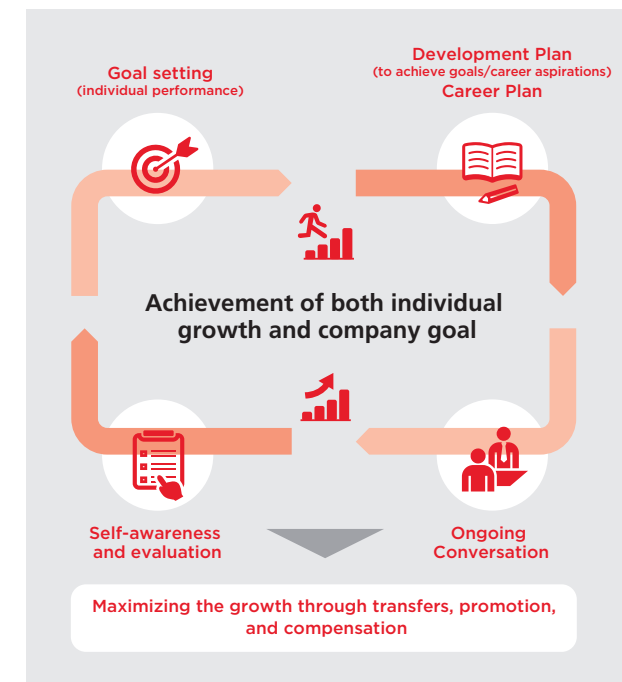 Goal setting
(individual performance)
Development Plan
(to achieve goals/career aspirations)
Career Plan
Achievement of both individual
growth and company goal
Self-awareness
and evaluation
Ongoing
Conversation
Maximizing the growth through transfers, promotion,
and compensation